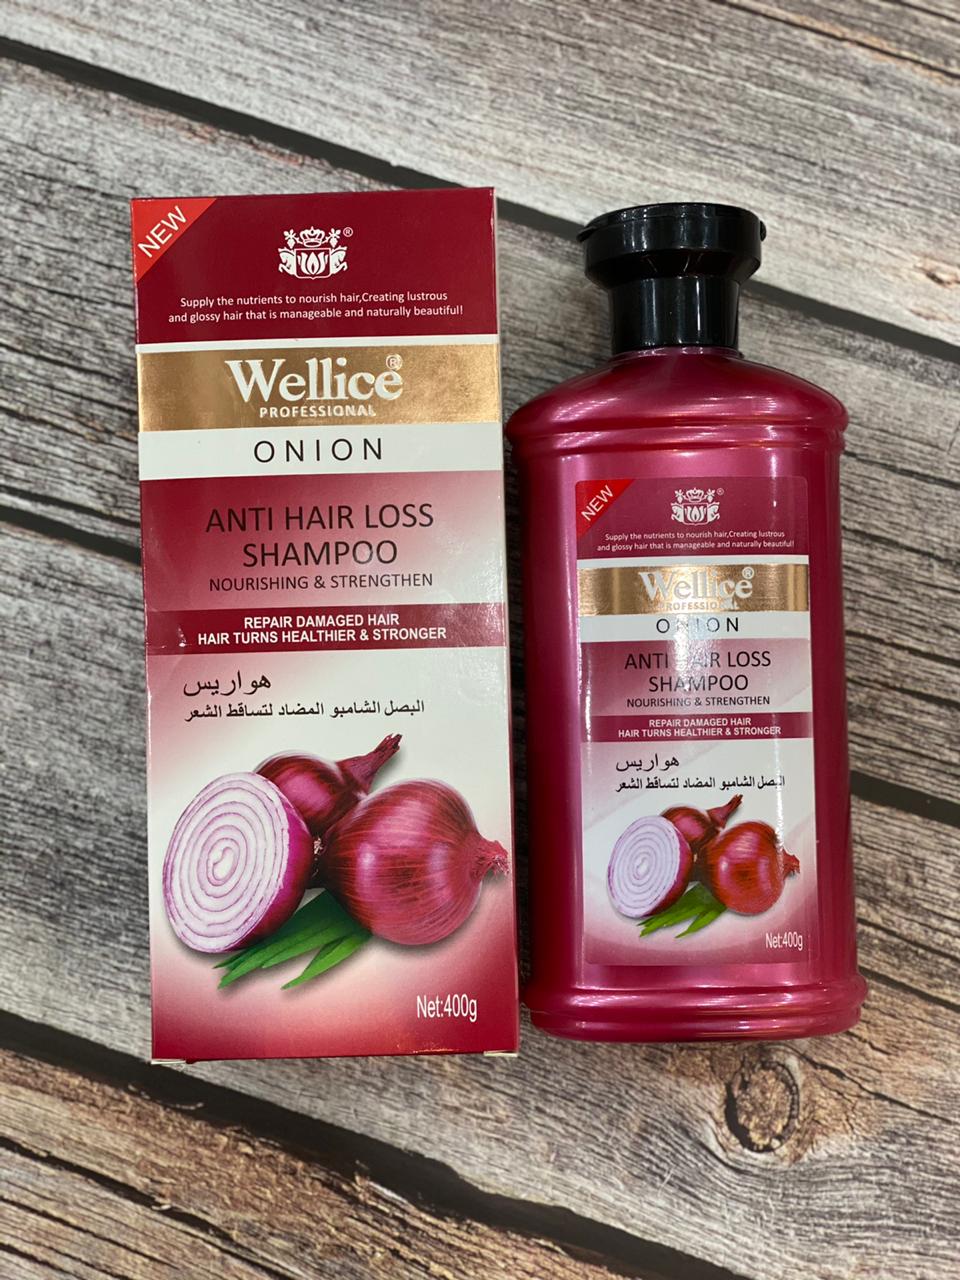 NEW
®
Supply the nutrients to nourish hair,Creating lustrous
and glossy hair that is manageable and naturally beautiful!
Wellice®
PROFESSIONAL
ONION
ANTI HAIR LOSS
SHAMPOO
NOURISHING & STRENGTHEN
REPAIR DAMAGED HAIR
HAIR TURNS HEALTHIER & STRONGER
هواريس
البصل الشامبو المضاد لتساقط الشعر
Net:400g
NEW
®
Supply the nutrients to nourish hair,Creating lustrous
and glossy hair that is manageable and naturally beautiful!
Wellice®
PROFESSIONAL
ONION
ANTI HAIR LOSS
SHAMPOO
NOURISHING & STRENGTHEN
REPAIR DAMAGED HAIR
HAIR TURNS HEALTHIER & STRONGER
هواريس
البصل الشامبو المضاد لتساقط الشعر
Net:400g